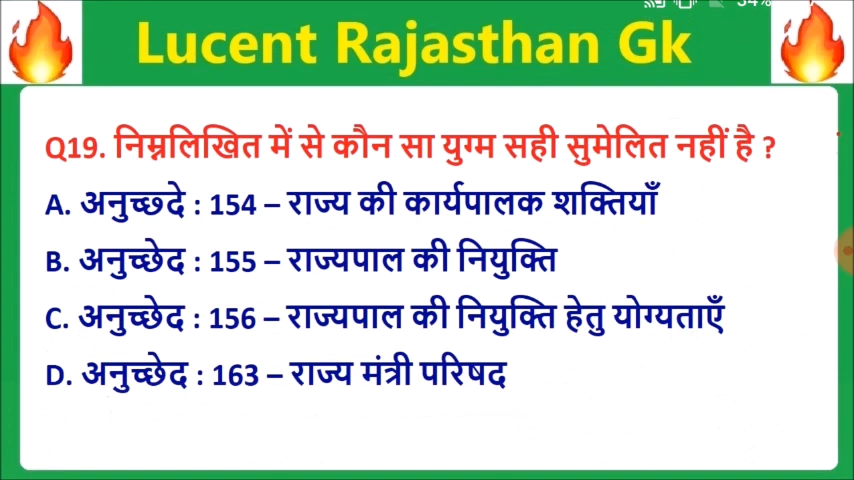 34%
Lucent Rajasthan Gk
Q19. निम्नलिखित में से कौन सा युग्म सही सुमेलित नहीं है ?
A. अनुच्छदे : 154 – राज्य की कार्यपालक शक्तियाँ
B. अनुच्छेद : 155 – राज्यपाल की नियुक्ति
C. अनुच्छेद : 156 – राज्यपाल की नियुक्ति हेतु योग्यताएँ
D. अनुच्छेद : 163 – राज्य मंत्री परिषद